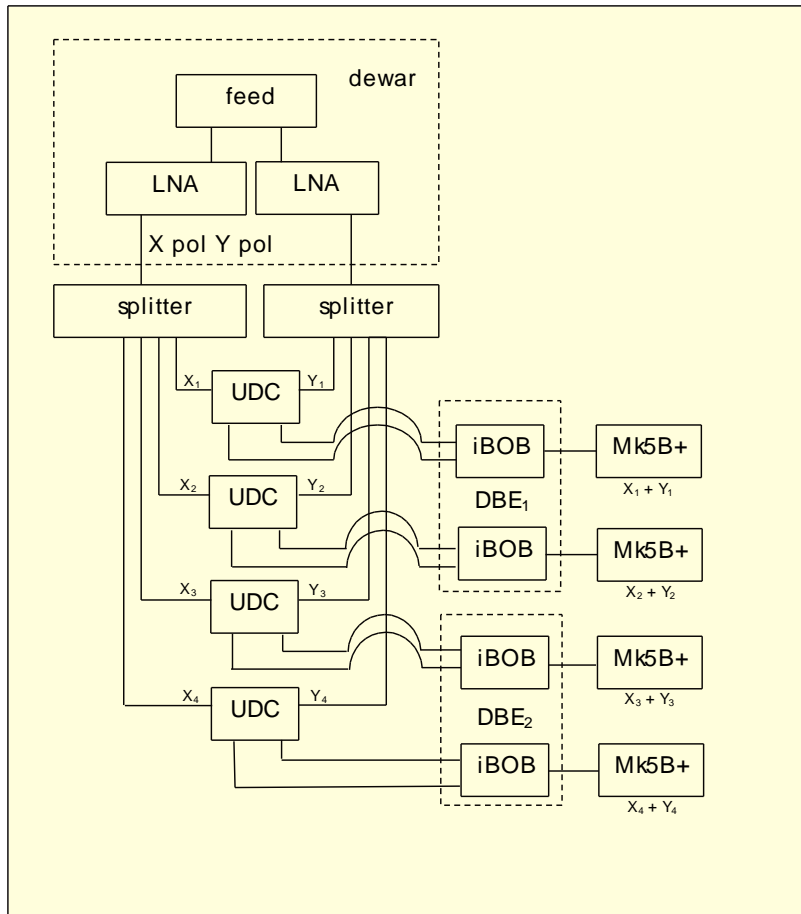 dewar
feed
LNA LNA
X pol Y pol
splitter splitter
X₁ UDC Y₁
iBOB Mk5B+
X₁ + Y₁
X₂ UDC Y₂
DBE₁
iBOB Mk5B+
X₂ + Y₂
X₃ UDC Y₃
iBOB Mk5B+
X₃ + Y₃
X₄ UDC Y₄
DBE₂
iBOB Mk5B+
X₄ + Y₄